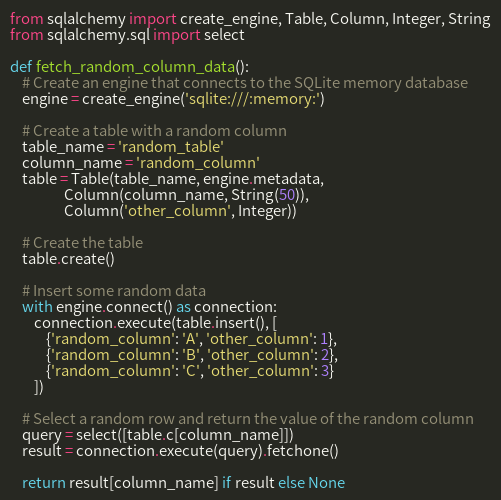 from sqlalchemy import create_engine, Table, Column, Integer, String
from sqlalchemy.sql import select

def fetch_random_column_data():
    # Create an engine that connects to the SQLite memory database
    engine = create_engine('sqlite:///:memory:')

    # Create a table with a random column
    table_name = 'random_table'
    column_name = 'random_column'
    table = Table(table_name, engine.metadata,
                  Column(column_name, String(50)),
                  Column('other_column', Integer))

    # Create the table
    table.create()

    # Insert some random data
    with engine.connect() as connection:
        connection.execute(table.insert(), [
            {'random_column': 'A', 'other_column': 1},
            {'random_column': 'B', 'other_column': 2},
            {'random_column': 'C', 'other_column': 3}
        ])

    # Select a random row and return the value of the random column
    query = select([table.c[column_name]])
    result = connection.execute(query).fetchone()

    return result[column_name] if result else None